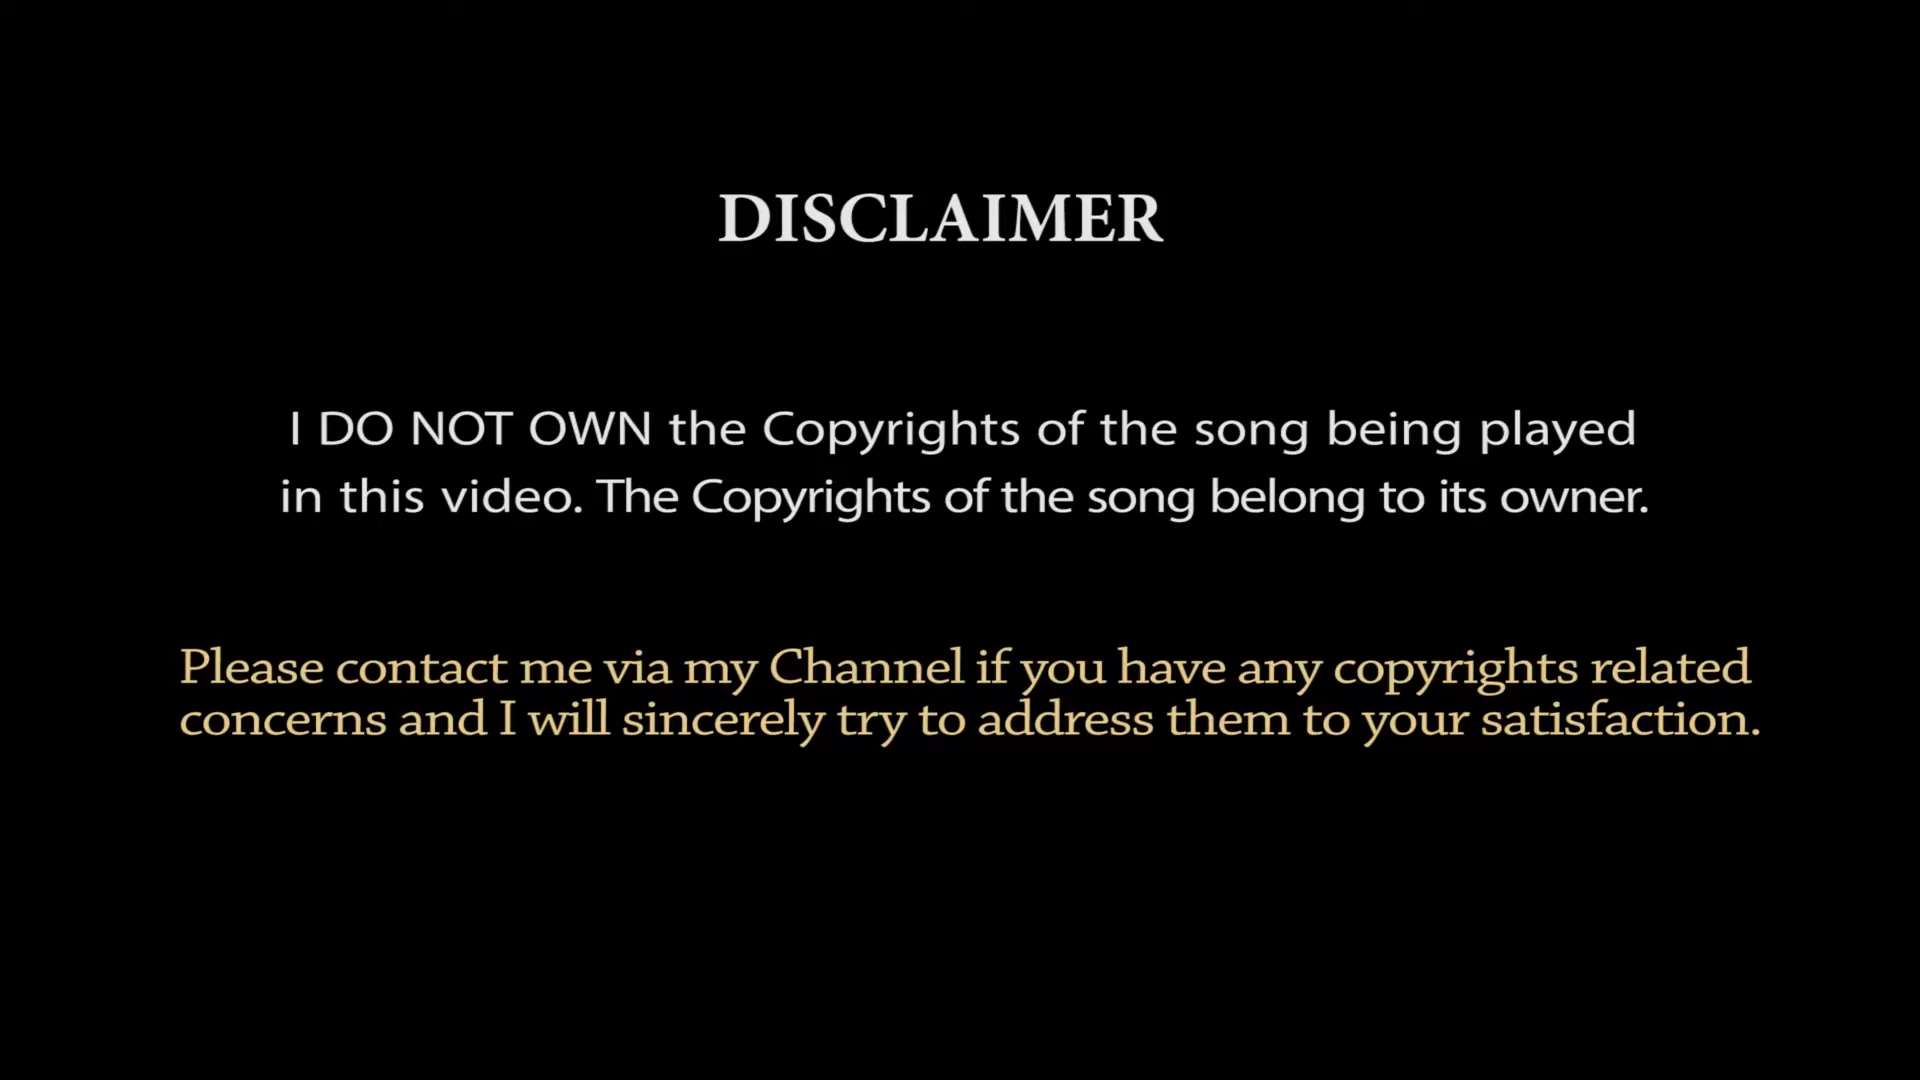 DISCLAIMER
I DO NOT OWN the Copyrights of the song being played
in this video. The Copyrights of the song belong to its owner.
Please contact me via my Channel if you have any copyrights related
concerns and I will sincerely try to address them to your satisfaction.